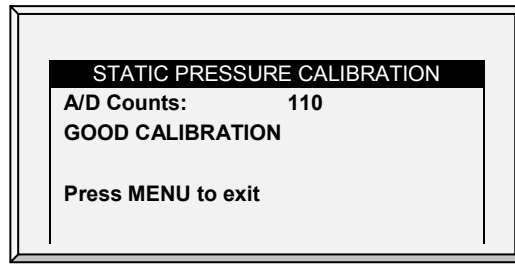 STATIC PRESSURE CALIBRATION
A/D Counts: 110
GOOD CALIBRATION
Press MENU to exit